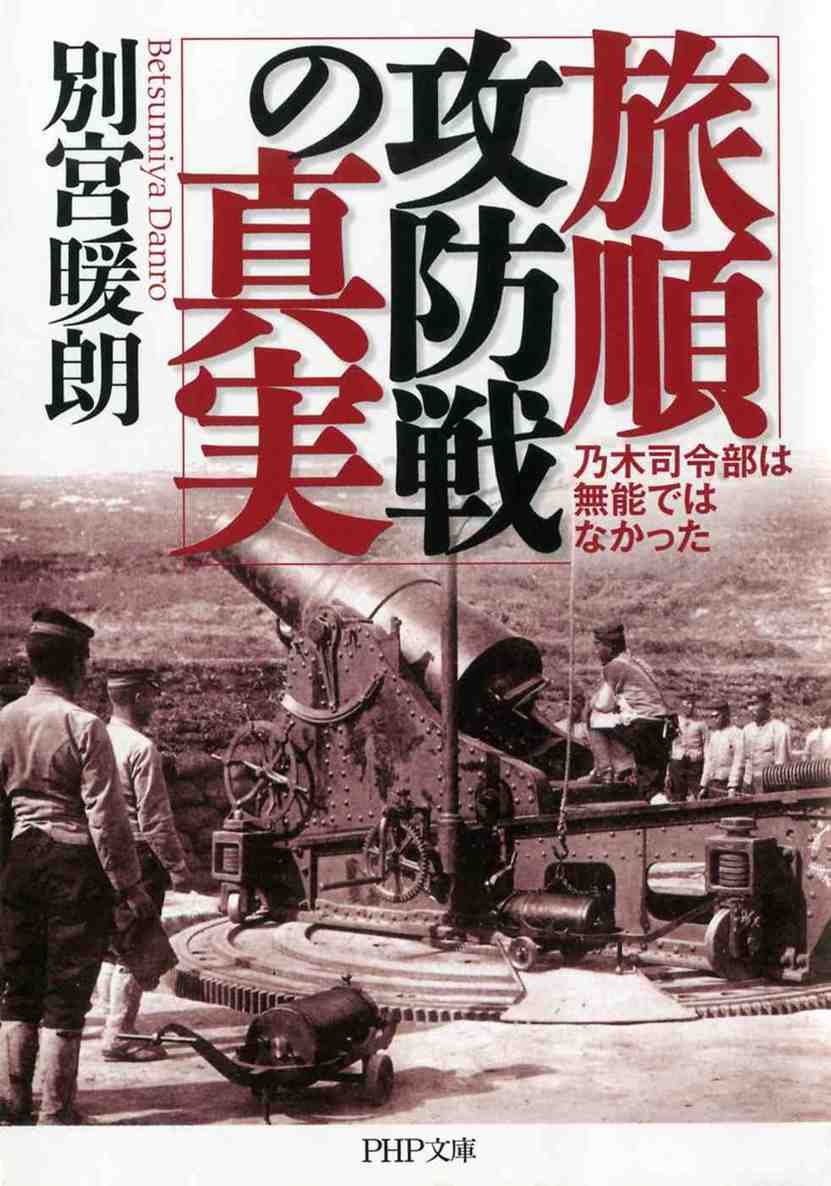 旅順
攻防戦
の真実
乃木司令部は
無能では
なかった
別宮暖朗
Betsumiya Danro
PHP文庫